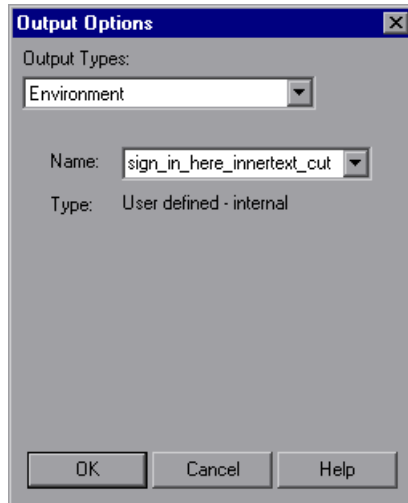 Output Options
Output Types:
Environment
Name: sign_in_here_innertext_cut
Type: User defined - internal
OK Cancel Help